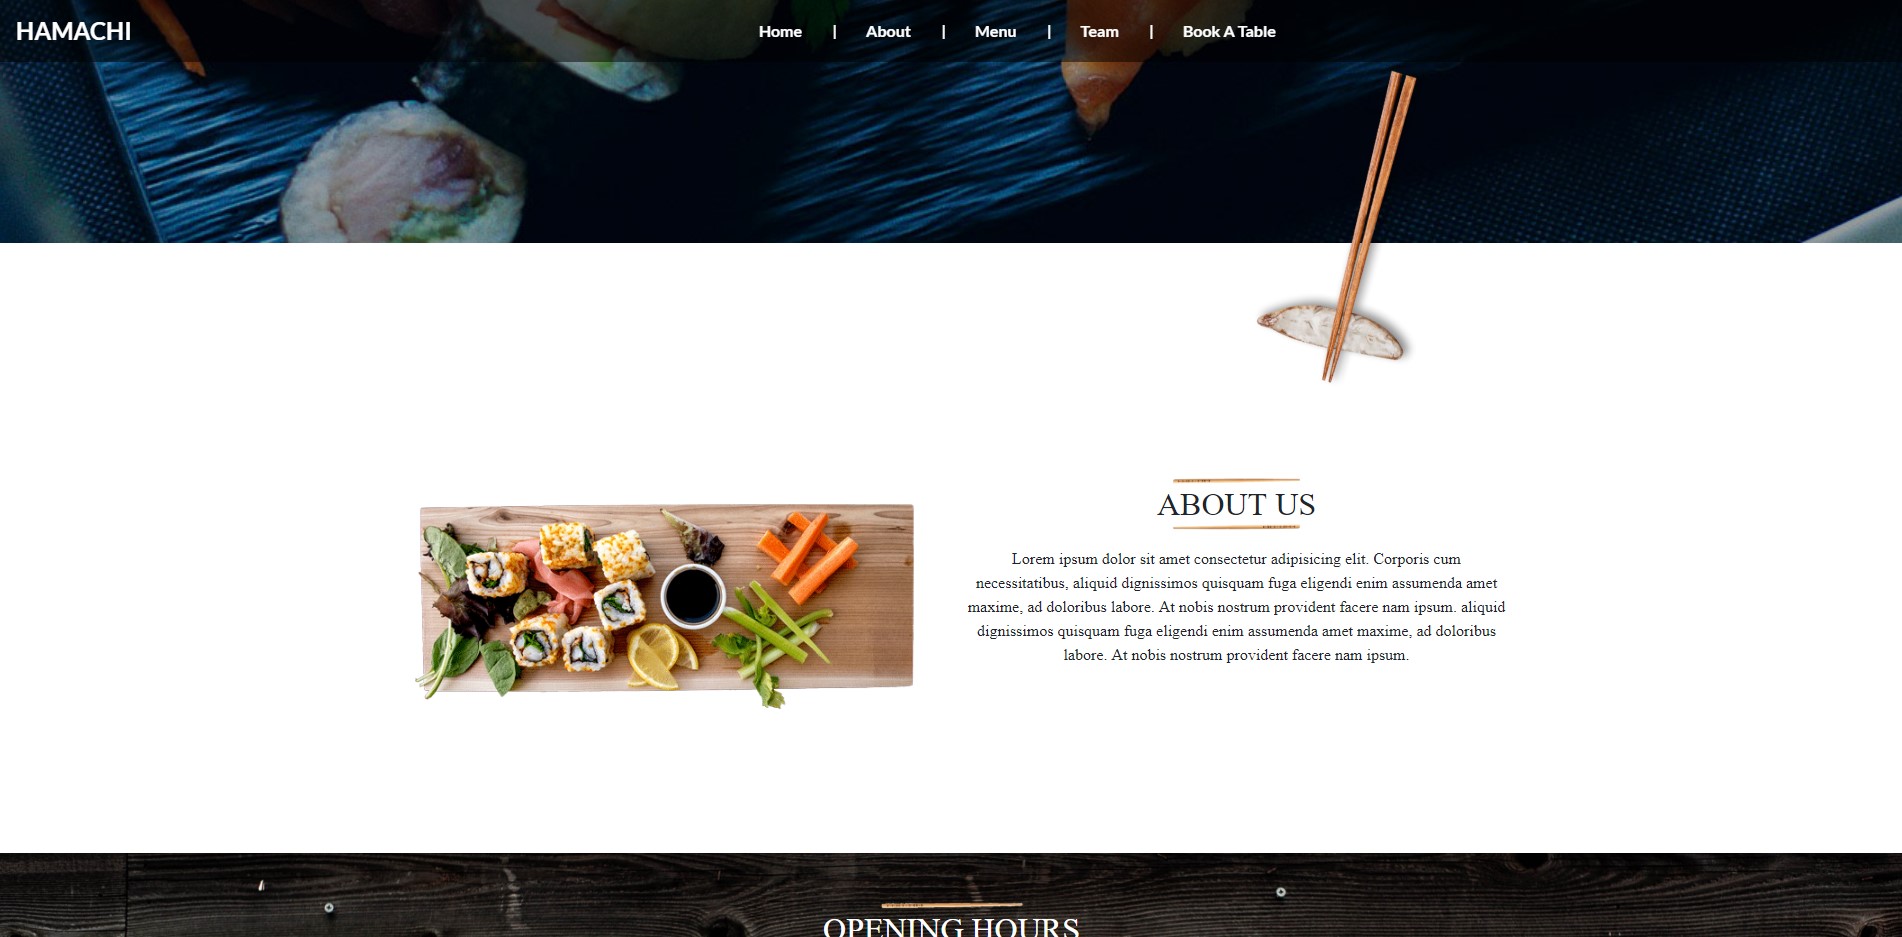 HAMACHI
Home | About | Menu | Team | Book A Table
ABOUT US
Lorem ipsum dolor sit amet consectetur adipisicing elit. Corporis cum
necessitatibus, aliquid dignissimos quisquam fuga eligendi enim assumenda amet
maxime, ad doloribus labore. At nobis nostrum provident facere nam ipsum. aliquid
dignissimos quisquam fuga eligendi enim assumenda amet maxime, ad doloribus
labore. At nobis nostrum provident facere nam ipsum.
OPENING HOURS